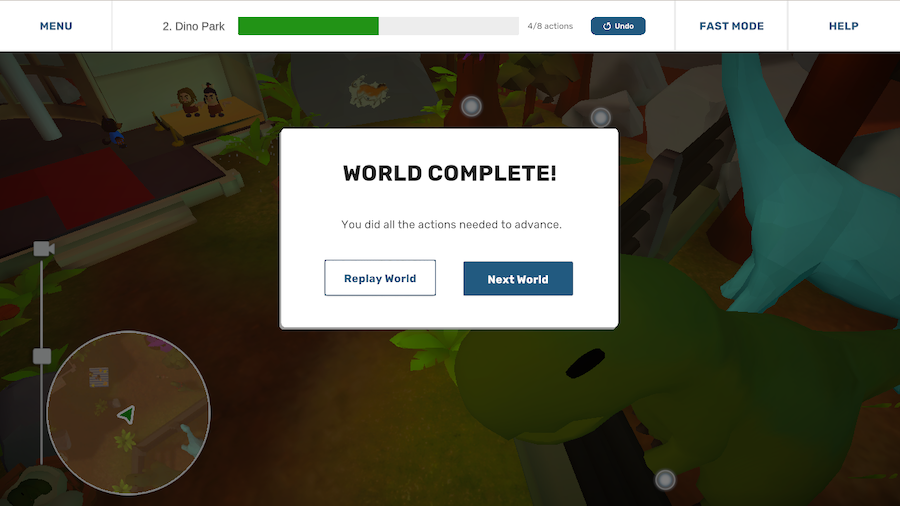 MENU
2. Dino Park
4/8 actions
Undo
FAST MODE
HELP
WORLD COMPLETE!
You did all the actions needed to advance.
Replay World
Next World